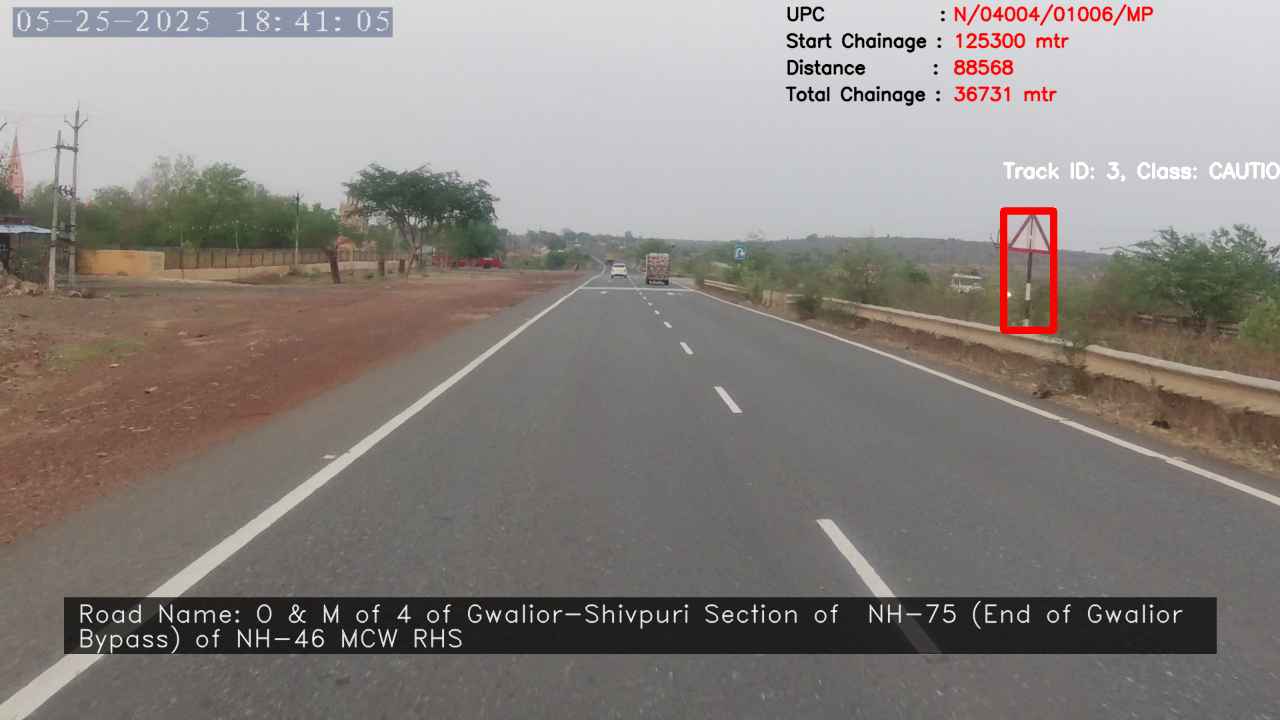 05-25-2025 18:41:05
UPC : N/04004/01006/MP
Start Chainage : 125300 mtr
Distance : 88568
Total Chainage : 36731 mtr
Track ID: 3, Class: CAUTIO
Road Name: O & M of 4 of Gwalior-Shivpuri Section of NH-75 (End of Gwalior
Bypass) of NH-46 MCW RHS